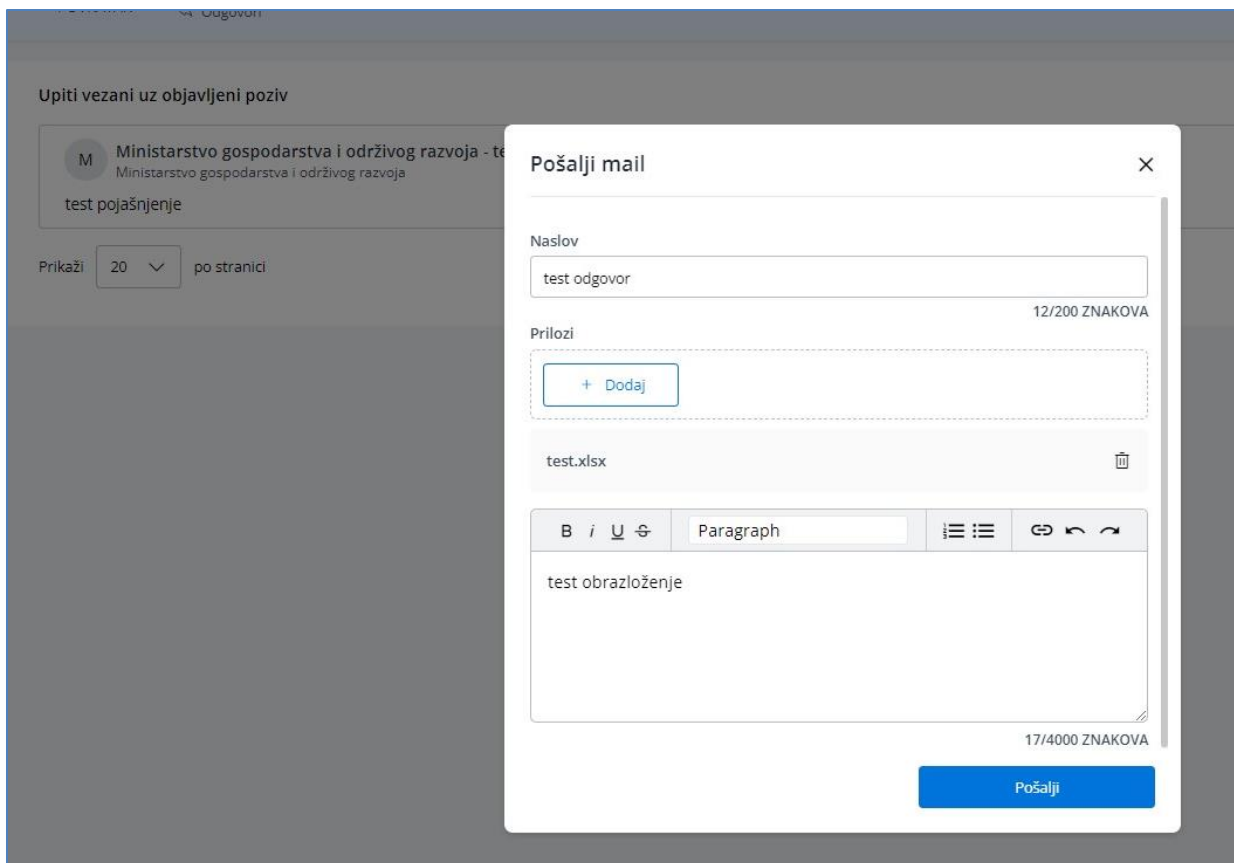 Odgovori
Upiti vezani uz objavljeni poziv
M
Ministarstvo gospodarstva i održivog razvoja - te
Ministarstvo gospodarstva i održivog razvoja
test pojašnjenje
Prikaži 20 po stranici
Pošalji mail
Naslov
test odgovor
12/200 ZNAKOVA
Prilozi
+ Dodaj
test.xlsx
B i U S Paragraph
test obrazloženje
17/4000 ZNAKOVA
Pošalji